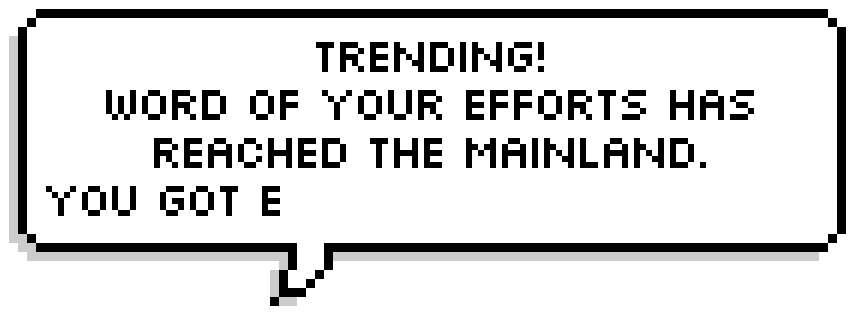 TRENDING!
WORD OF YOUR EFFORTS HAS
REACHED THE MAINLAND.
YOU GOT E